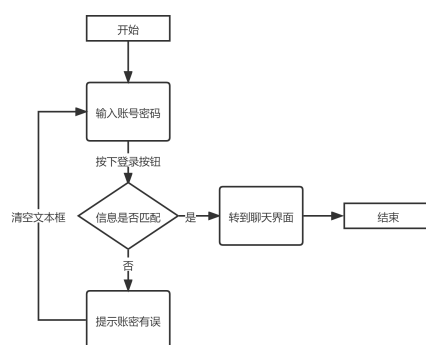 开始
输入账号密码
按下登录按钮
清空文本框
信息是否匹配
是
转到聊天界面
结束
否
提示账密有误